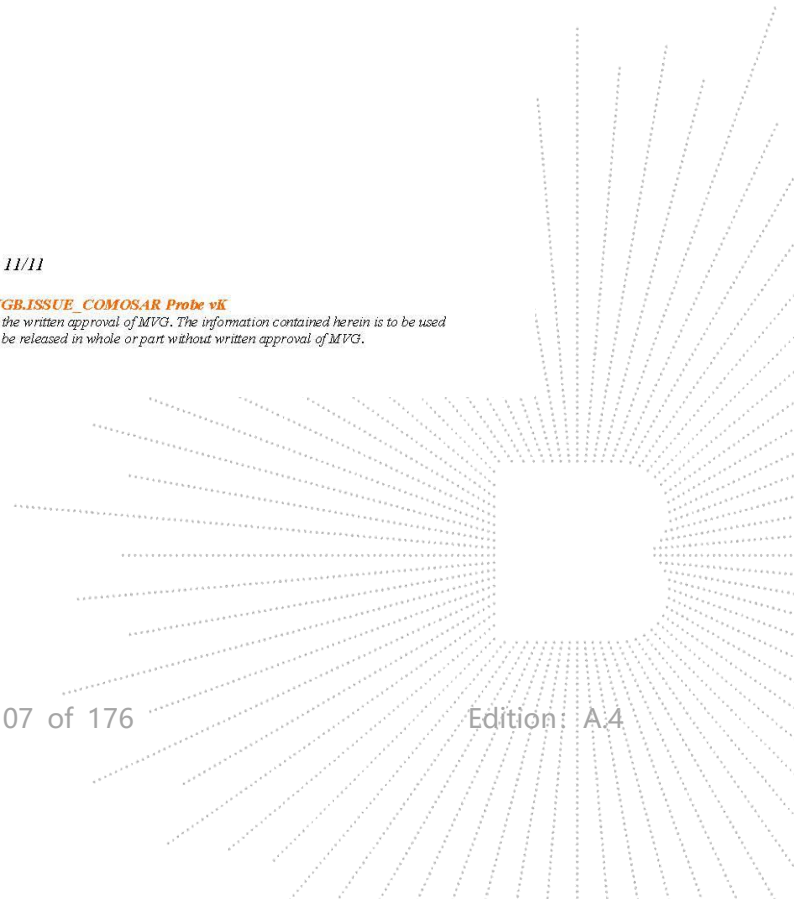 11/11
GB.ISSUE_COMOSAR Probe vK
the written approval of MVG. The information contained herein is to be used
be released in whole or part without written approval of MVG.
07 of 176 Edition: A.4